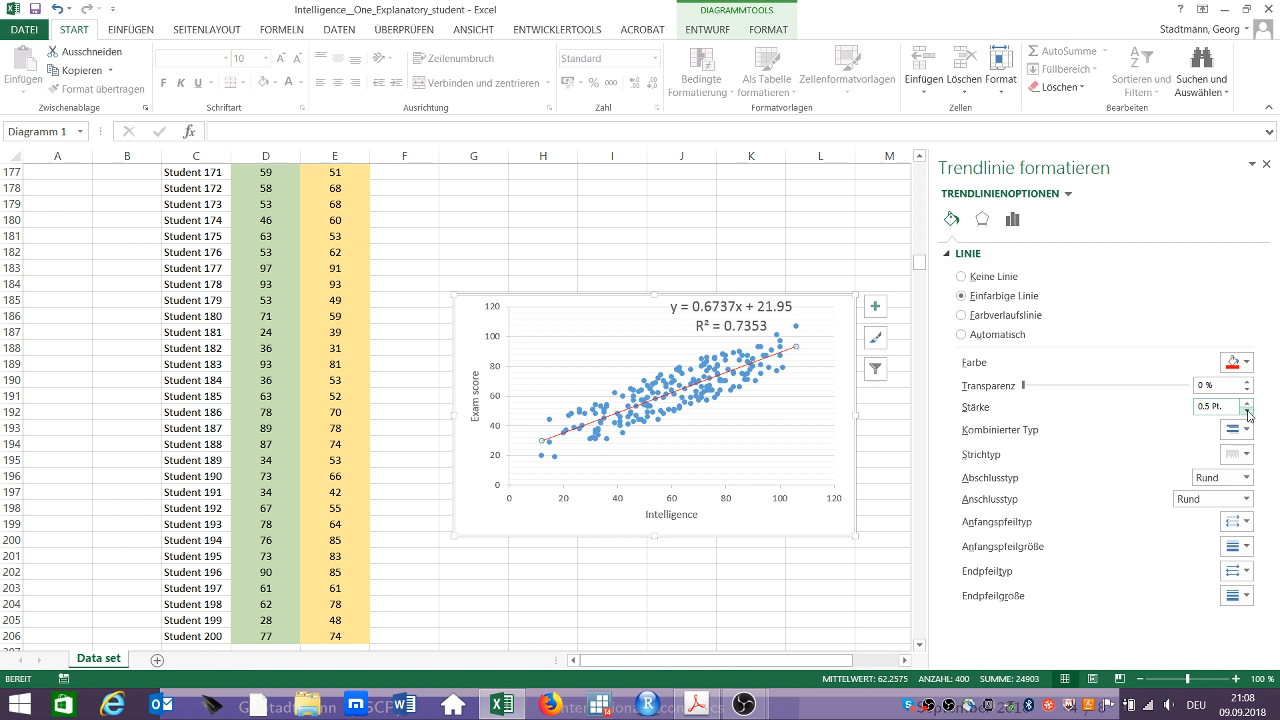 Intelligence__One_Explanatory_student - Excel
DIAGRAMMTOOLS
DATEI START EINFÜGEN SEITENLAYOUT FORMELN DATEN ÜBERPRÜFEN ANSICHT ENTWICKLERTOOLS ACROBAT ENTWURF FORMAT Stadtmann, Georg
Einfügen
Ausschneiden
Kopieren
Format übertragen
Zwischenablage
10
F K U
Schriftart
Zeilenumbruch
Verbinden und zentrieren
Ausrichtung
Standard
Zahl
Bedingte Formatierung
Als Tabelle formatieren
Zellenformatvorlagen
Formatvorlagen
Einfügen Löschen Format
Zellen
AutoSumme
Füllbereich
Löschen
Sortieren und Filtern
Suchen und Auswählen
Bearbeiten
Diagramm 1 fx
A B C D E F G H I J K L M
177 Student 171 59 51
178 Student 172 58 68
179 Student 173 53 68
180 Student 174 46 60
181 Student 175 63 53
182 Student 176 53 62
183 Student 177 97 91
184 Student 178 93 93
185 Student 179 53 49
186 Student 180 71 59
187 Student 181 24 39
188 Student 182 36 31
189 Student 183 93 81
190 Student 184 36 53
191 Student 185 63 52
192 Student 186 78 70
193 Student 187 89 78
194 Student 188 87 74
195 Student 189 34 53
196 Student 190 73 66
197 Student 191 34 42
198 Student 192 67 55
199 Student 193 78 64
200 Student 194 76 85
201 Student 195 73 83
202 Student 196 90 85
203 Student 197 61 61
204 Student 198 62 78
205 Student 199 28 48
206 Student 200 77 74
y = 0.6737x + 21.95
R² = 0.7353
120
100
80
60
40
20
0
Exam score
0 20 40 60 80 100 120
Intelligence
Trendlinie formatieren
TRENDLINIENOPTIONEN
LINIE
Keine Linie
Einfarbige Linie
Farbverlaufslinie
Automatisch
Farbe
Transparenz 0 %
Stärke 0.5 Pt.
Kombinierter Typ
Strichtyp
Abschlusstyp Rund
Anschlusstyp Rund
Anfangspfeiltyp
Anfangspfeilgröße
Endpfeiltyp
Endpfeilgröße
Data set
BEREIT MITTELWERT: 62.2575 ANZAHL: 400 SUMME: 24903 100 %
DEU
21:08
09.09.2018